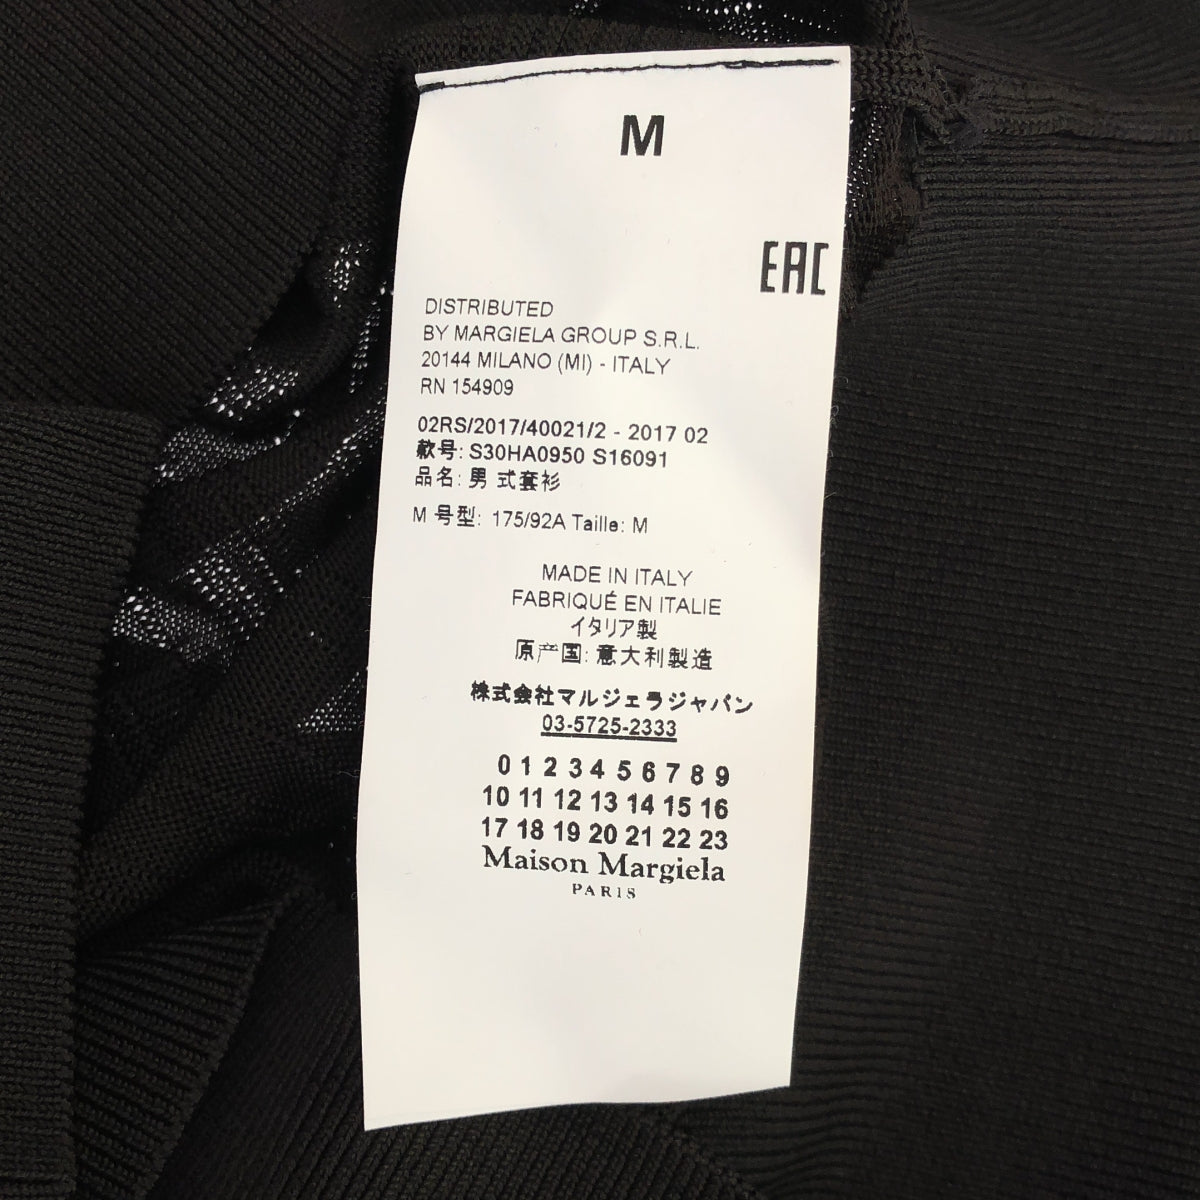 M
EAC
DISTRIBUTED
BY MARGIELA GROUP S.R.L.
20144 MILANO (MI) - ITALY
RN 154909
02RS/2017/40021/2 - 2017 02
款号: S30HA0950 S16091
品名: 男 式套衫
M 号型: 175/92A Taille: M
MADE IN ITALY
FABRIQUÉ EN ITALIE
イタリア製
原产国: 意大利製造
株式会社マルジェラジャパン
03-5725-2333
0 1 2 3 4 5 6 7 8 9
10 11 12 13 14 15 16
17 18 19 20 21 22 23
Maison Margiela
PARIS